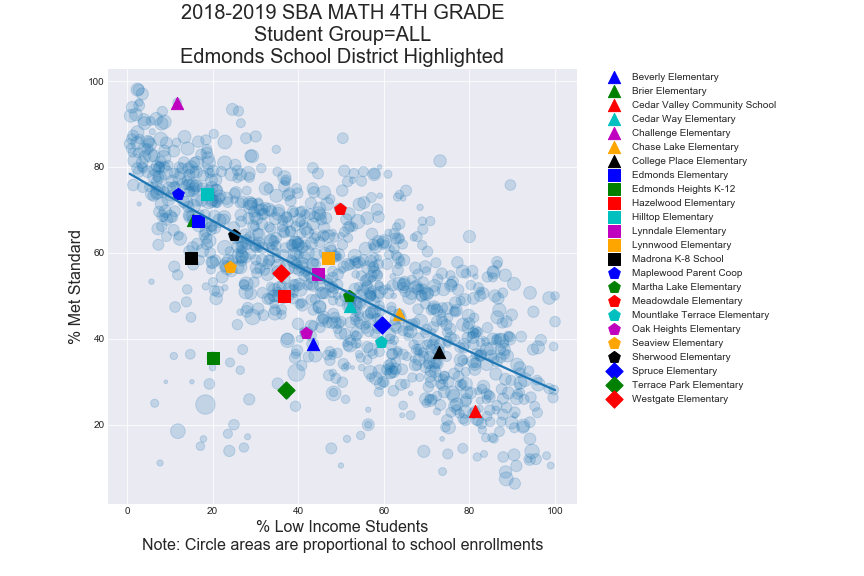 2018-2019 SBA MATH 4TH GRADE
Student Group=ALL
Edmonds School District Highlighted
% Met Standard
100
80
60
40
20
0
20
40
60
80
100
% Low Income Students
Note: Circle areas are proportional to school enrollments
Beverly Elementary
Brier Elementary
Cedar Valley Community School
Cedar Way Elementary
Challenge Elementary
Chase Lake Elementary
College Place Elementary
Edmonds Elementary
Edmonds Heights K-12
Hazelwood Elementary
Hilltop Elementary
Lynndale Elementary
Lynnwood Elementary
Madrona K-8 School
Maplewood Parent Coop
Martha Lake Elementary
Meadowdale Elementary
Mountlake Terrace Elementary
Oak Heights Elementary
Seaview Elementary
Sherwood Elementary
Spruce Elementary
Terrace Park Elementary
Westgate Elementary